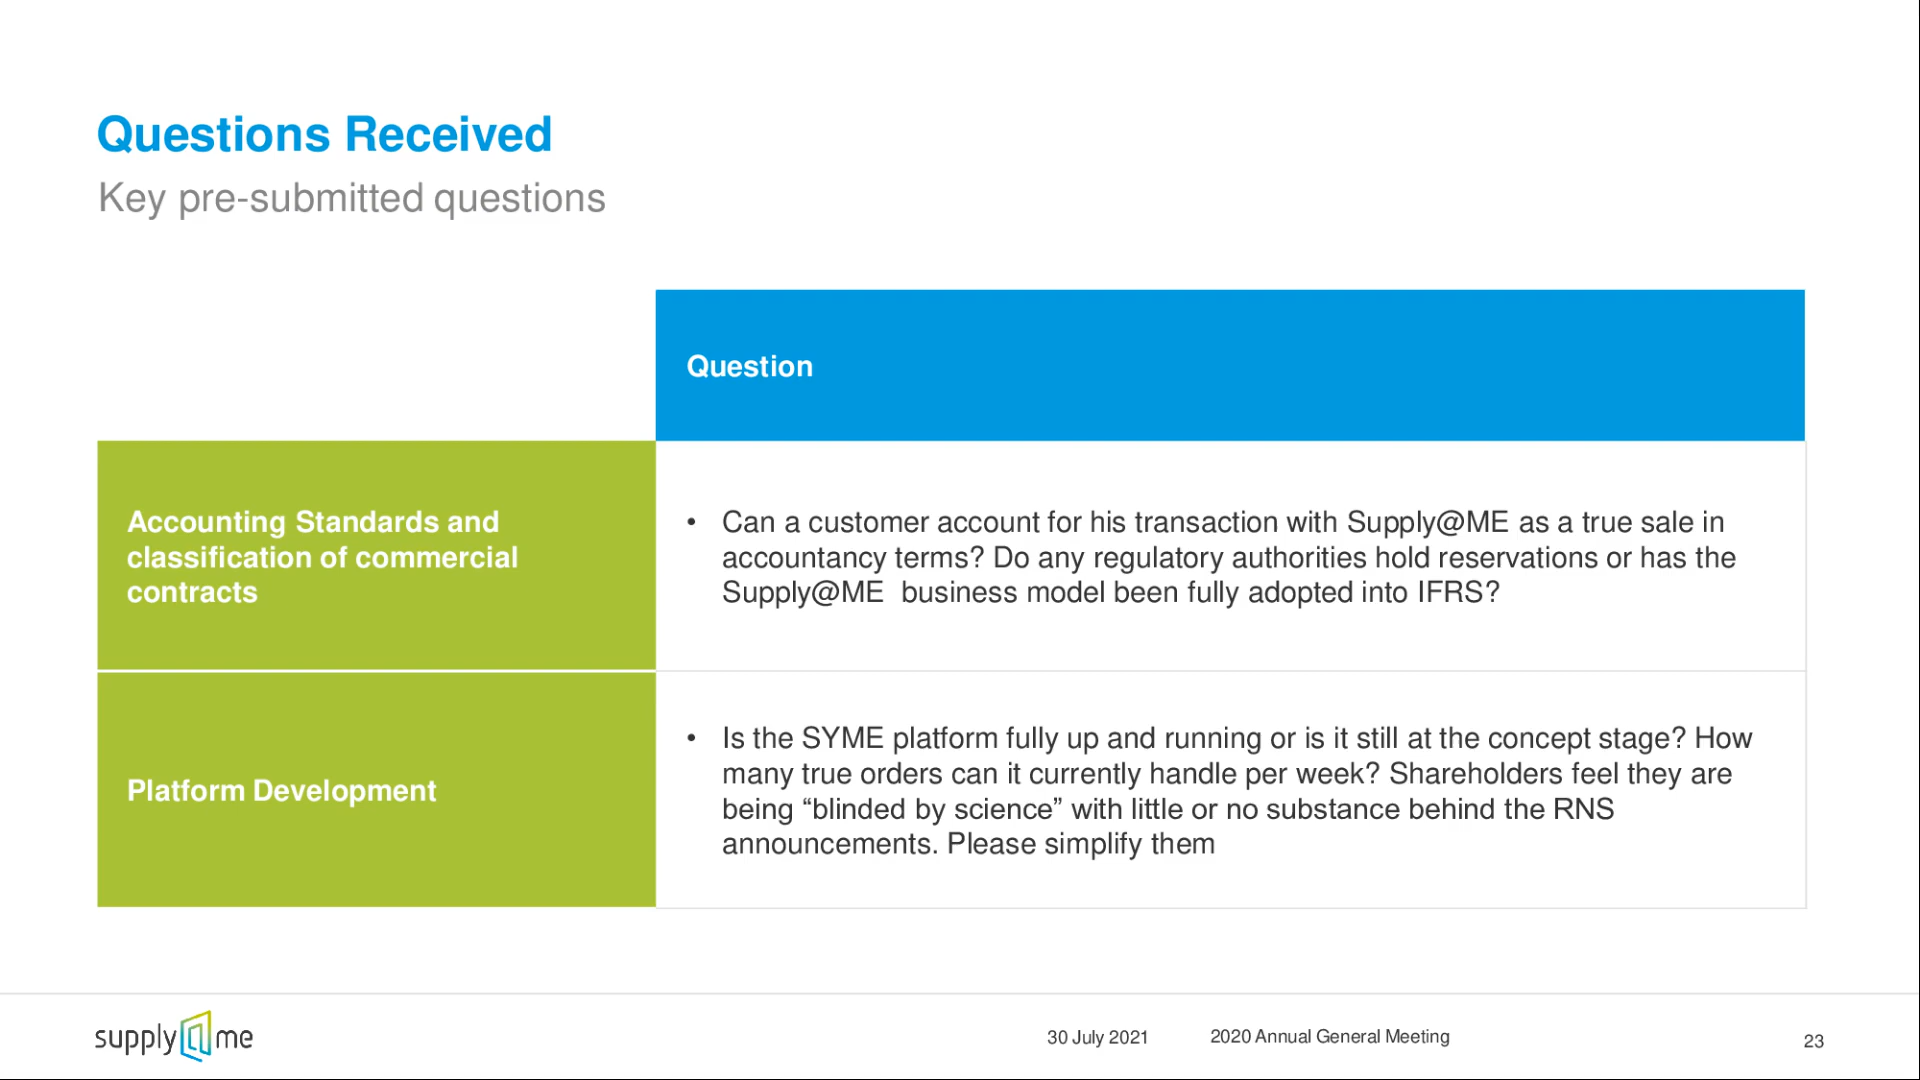 Questions Received
Key pre-submitted questions
Question
Accounting Standards and
classification of commercial
contracts
• Can a customer account for his transaction with Supply@ME as a true sale in
accountancy terms? Do any regulatory authorities hold reservations or has the
Supply@ME  business model been fully adopted into IFRS?
Platform Development
• Is the SYME platform fully up and running or is it still at the concept stage? How
many true orders can it currently handle per week? Shareholders feel they are
being “blinded by science” with little or no substance behind the RNS
announcements. Please simplify them
supply@me
30 July 2021
2020 Annual General Meeting
23